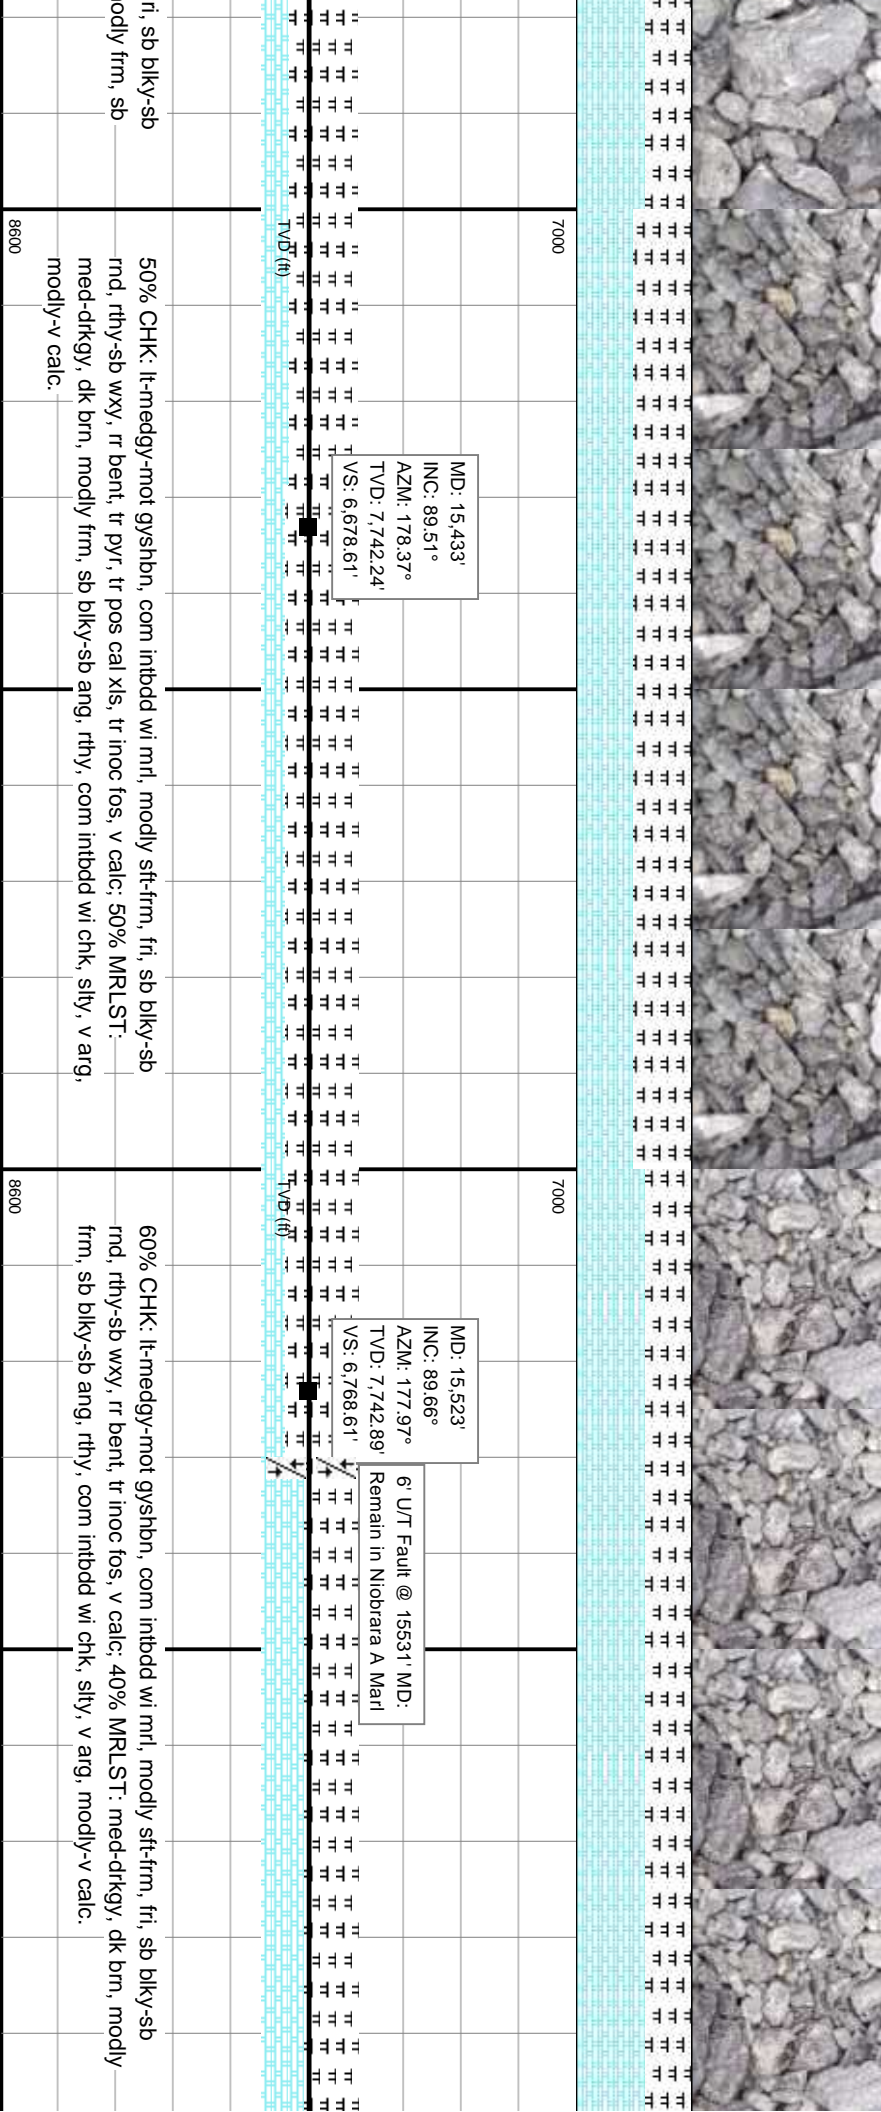 ri, sb blky-sb
odly frm, sb
7000
TVD (ft)
8600
MD: 15,433'
INC: 89.51°
AZM: 178.37°
TVD: 7,742.24'
VS: 6,678.61'
50% CHK: lt-medgy-mot gyshbn, com intbdd wi mrl, modly sft-frm, fri, sb blky-sb
rnd, rthy-sb wxy, rr bent, tr pyr, tr pos cal xls, tr inoc fos, v calc; 50% MRLST:
med-drkgy, dk brn, modly frm, sb blky-sb ang, rthy, com intbdd wi chk, slty, v arg,
modly-v calc.
7000
TVD (ft)
8600
MD: 15,523'
INC: 89.66°
AZM: 177.97°
TVD: 7,742.89'
VS: 6,768.61'
6' U/T Fault @ 15531' MD:
Remain in Niobrara A Marl
60% CHK: lt-medgy-mot gyshbn, com intbdd wi mrl, modly sft-frm, fri, sb blky-sb
rnd, rthy-sb wxy, rr bent, tr inoc fos, v calc; 40% MRLST: med-drkgy, dk brn, modly
frm, sb blky-sb ang, rthy, com intbdd wi chk, slty, v arg, modly-v calc.